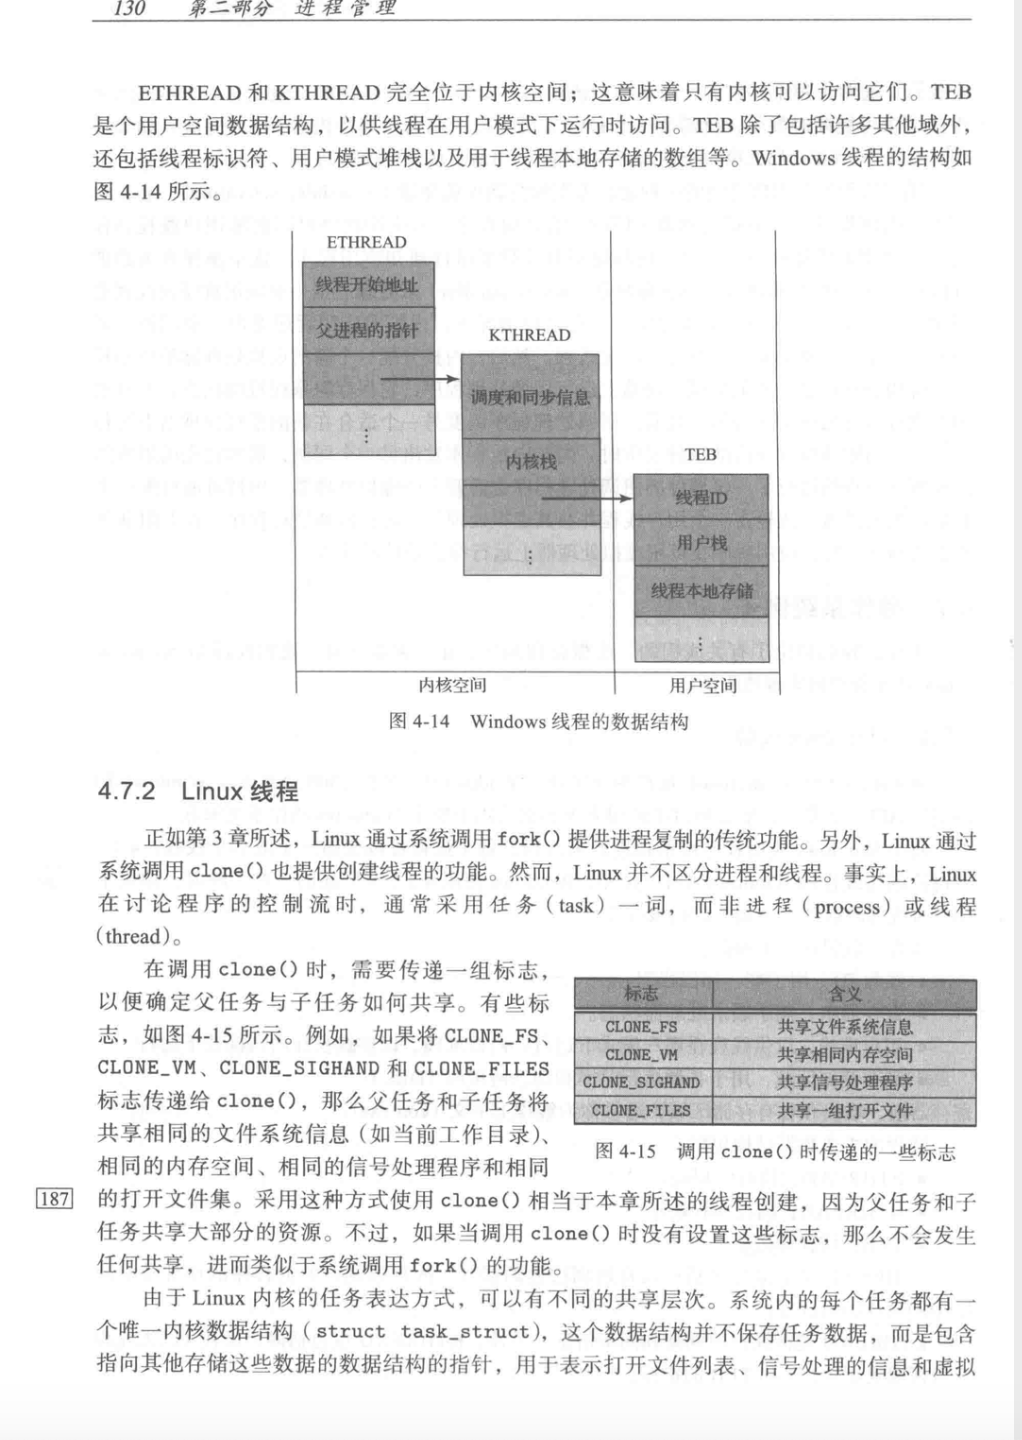 130 第二部分 进程管理
ETHREAD 和 KTHREAD 完全位于内核空间；这意味着只有内核可以访问它们。TEB
是个用户空间数据结构，以供线程在用户模式下运行时访问。TEB 除了包括许多其他域外，
还包括线程标识符、用户模式堆栈以及用于线程本地存储的数组等。Windows 线程的结构如
图 4-14 所示。
ETHREAD
线程开始地址
父进程的指针
⋮
KTHREAD
调度和同步信息
内核栈
⋮
TEB
线程ID
用户栈
线程本地存储
⋮
内核空间
用户空间
图 4-14 Windows 线程的数据结构
4.7.2 Linux 线程
正如第 3 章所述，Linux 通过系统调用 fork() 提供进程复制的传统功能。另外，Linux 通过
系统调用 clone() 也提供创建线程的功能。然而，Linux 并不区分进程和线程。事实上，Linux
在讨论程序的控制流时，通常采用任务（task）一词，而非进程（process）或线程
（thread）。
在调用 clone() 时，需要传递一组标志，
以便确定父任务与子任务如何共享。有些标
志，如图 4-15 所示。例如，如果将 CLONE_FS、
CLONE_VM、CLONE_SIGHAND 和 CLONE_FILES
标志传递给 clone()，那么父任务和子任务将
共享相同的文件系统信息（如当前工作目录）、
相同的内存空间、相同的信号处理程序和相同
标志 含义
CLONE_FS 共享文件系统信息
CLONE_VM 共享相同内存空间
CLONE_SIGHAND 共享信号处理程序
CLONE_FILES 共享一组打开文件
图 4-15 调用 clone() 时传递的一些标志
187
的打开文件集。采用这种方式使用 clone() 相当于本章所述的线程创建，因为父任务和子
任务共享大部分的资源。不过，如果当调用 clone() 时没有设置这些标志，那么不会发生
任何共享，进而类似于系统调用 fork() 的功能。
由于 Linux 内核的任务表达方式，可以有不同的共享层次。系统内的每个任务都有一
个唯一内核数据结构（struct task_struct），这个数据结构并不保存任务数据，而是包含
指向其他存储这些数据的数据结构的指针，用于表示打开文件列表、信号处理的信息和虚拟